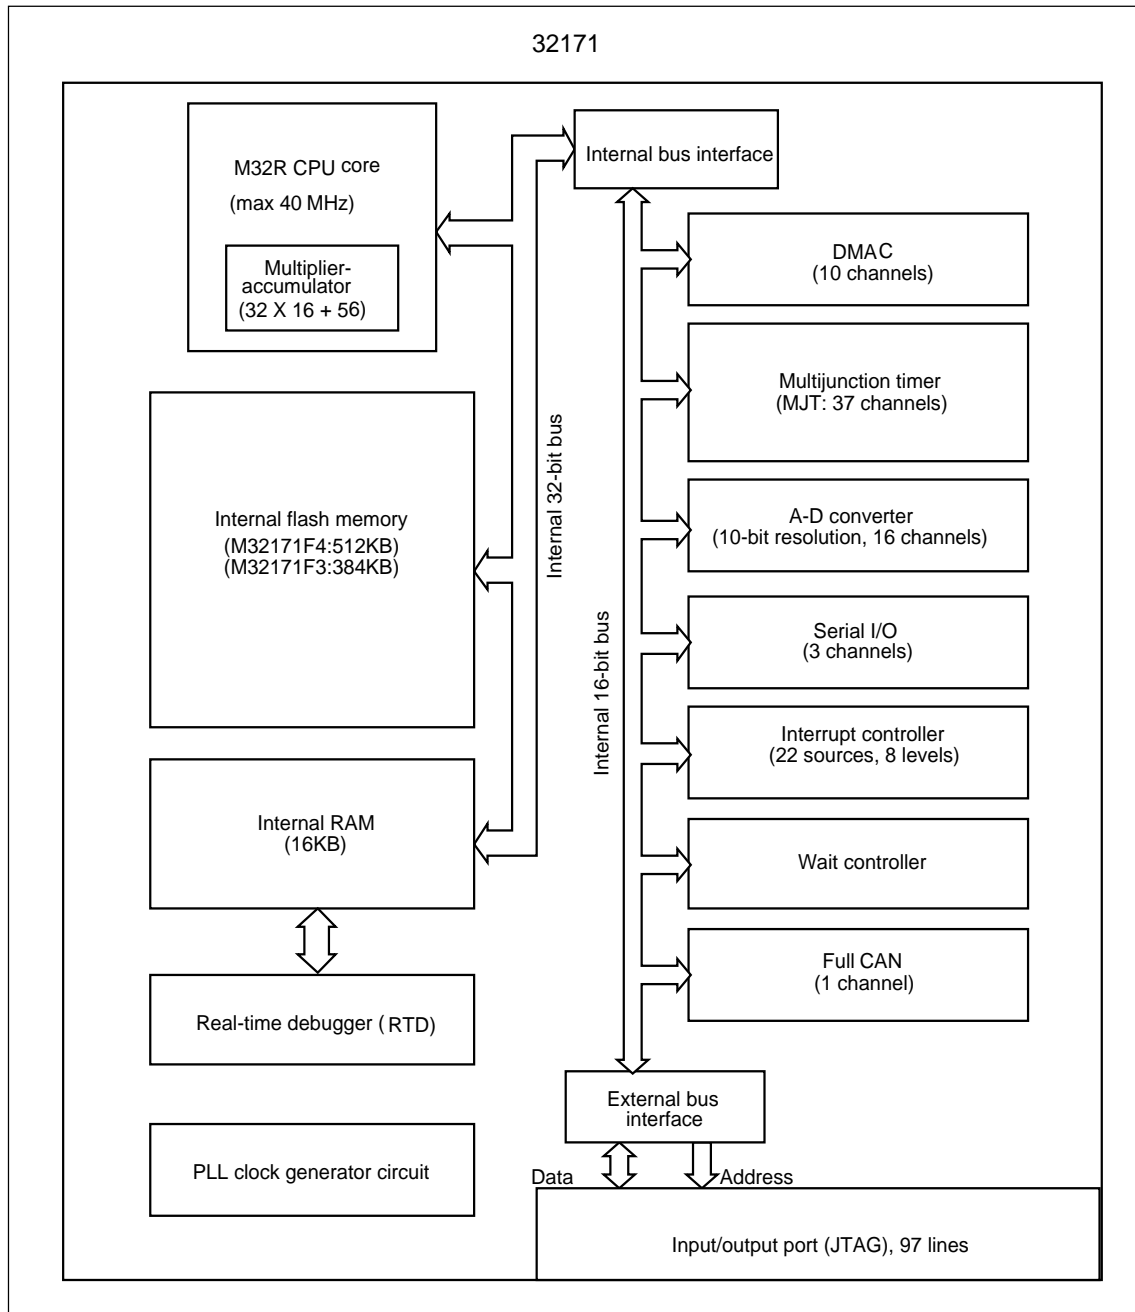 32171
M32R CPU core
(max 40 MHz)
Multiplier-
accumulator
(32 X 16 + 56)
Internal flash memory
(M32171F4:512KB)
(M32171F3:384KB)
Internal RAM
(16KB)
Real-time debugger (RTD)
PLL clock generator circuit
Internal 32-bit bus
Internal bus interface
Internal 16-bit bus
DMAC
(10 channels)
Multijunction timer
(MJT: 37 channels)
A-D converter
(10-bit resolution, 16 channels)
Serial I/O
(3 channels)
Interrupt controller
(22 sources, 8 levels)
Wait controller
Full CAN
(1 channel)
External bus
interface
Data
Address
Input/output port (JTAG), 97 lines